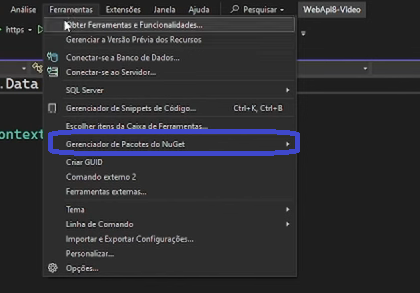 Análise Ferramentas Extensões Janela Ajuda Pesquisar WebApi8-Video
https
Obter Ferramentas e Funcionalidades...
Gerenciar a Versão Prévia dos Recursos
Conectar-se a Banco de Dados...
.Data
Conectar-se ao Servidor...
SQL Server
Gerenciador de Snippets de Código... Ctrl+K, Ctrl+B
Escolher itens da Caixa de Ferramentas...
ontext
Gerenciador de Pacotes do NuGet
Criar GUID
Comando externo 2
Ferramentas externas...
Tema
Linha de Comando
Importar e Exportar Configurações...
Personalizar...
Opções...